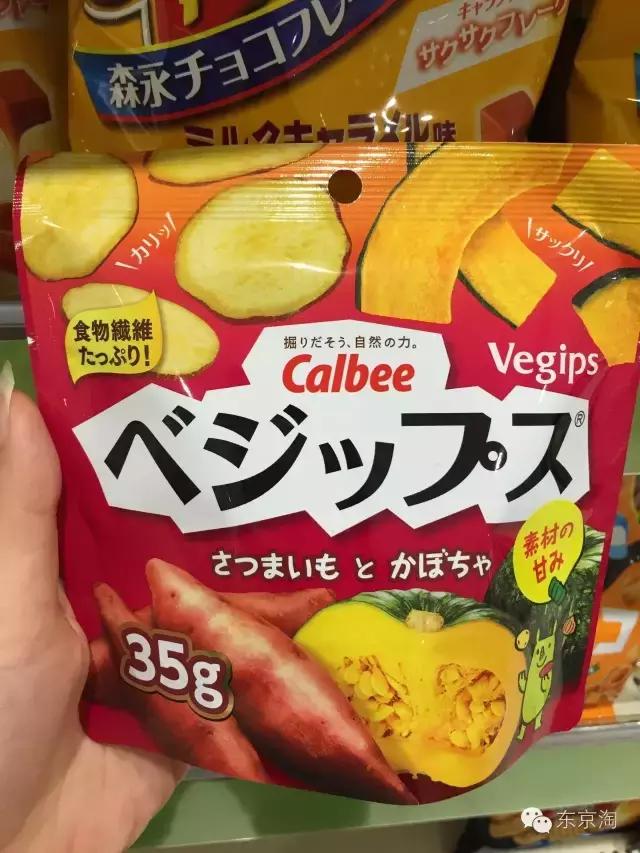 キャラ
サクサクフレーク
森永チョコフレーク
ミルクキャラメル味
カリッ
サックリ
食物繊維
たっぷり!
掘りだそう、自然の力。
Calbee
Vegips
ベジップス®
さつまいも と かぼちゃ
素材の
甘み
35g
コ
东京淘